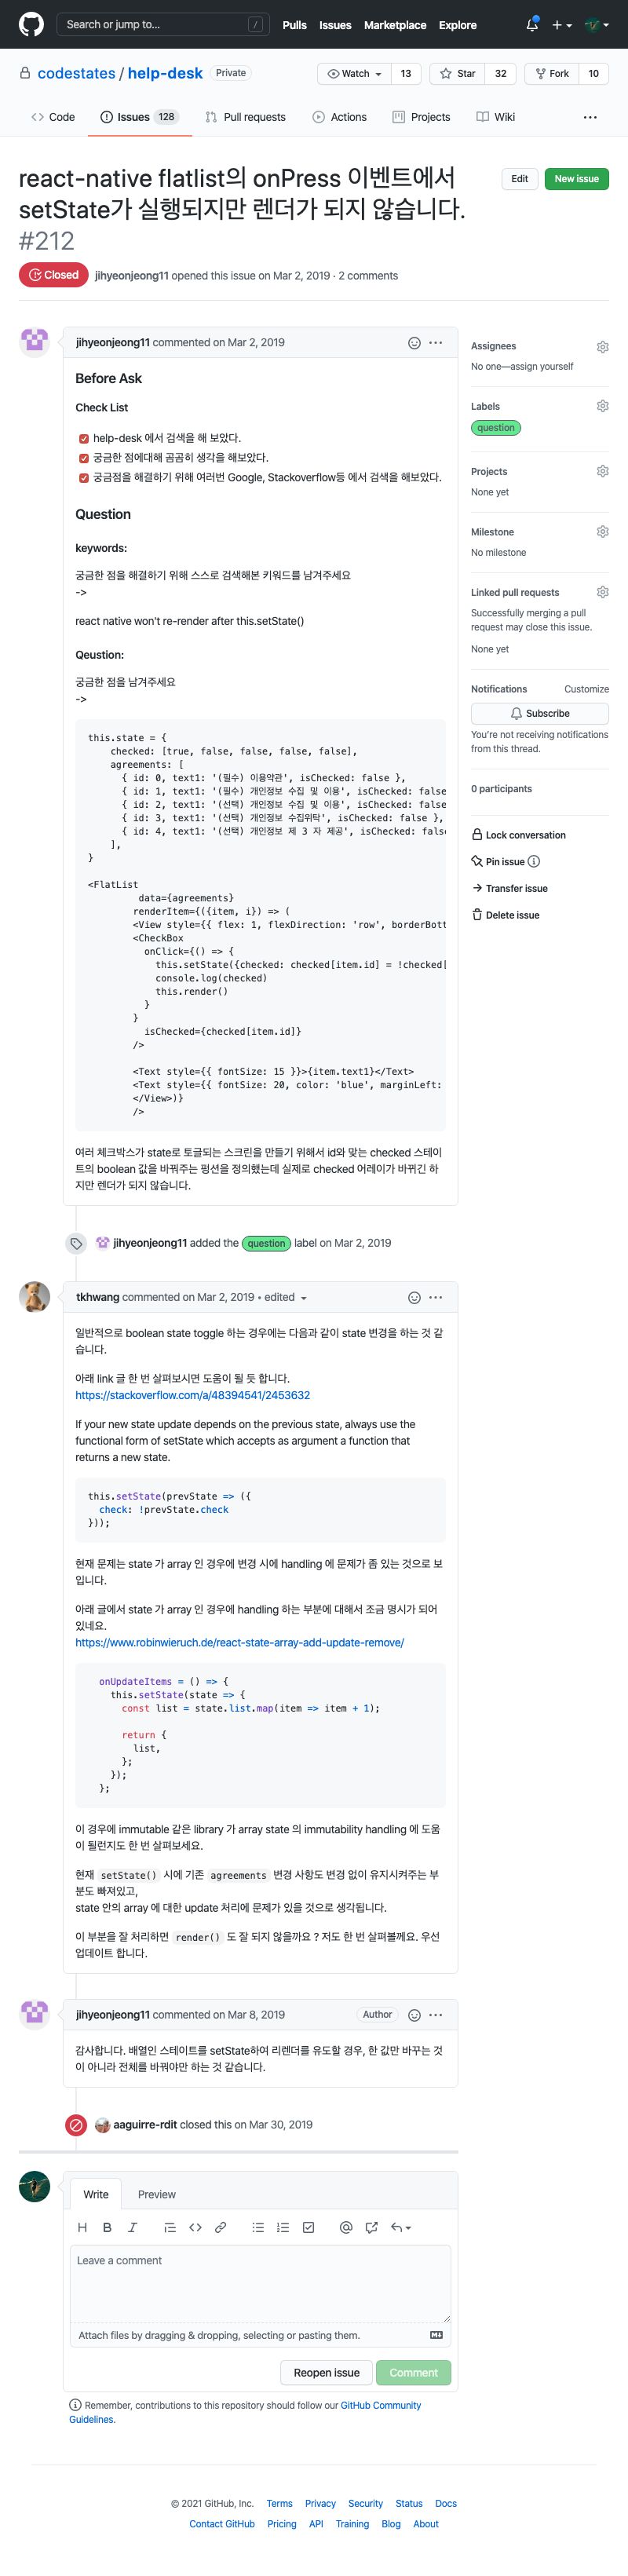 Search or jump to...
/
Pulls Issues Marketplace Explore
codestates / help-desk Private
Watch 13 Star 32 Fork 10
Code Issues 128 Pull requests Actions Projects Wiki ...
react-native flatlist의 onPress 이벤트에서
setState가 실행되지만 렌더가 되지 않습니다.
#212
Edit New issue
Closed jihyeonjeong11 opened this issue on Mar 2, 2019 · 2 comments
jihyeonjeong11 commented on Mar 2, 2019
Before Ask
Check List
help-desk 에서 검색을 해 보았다.
궁금한 점에대해 곰곰히 생각을 해보았다.
궁금점을 해결하기 위해 여러번 Google, Stackoverflow등 에서 검색을 해보았다.
Question
keywords:
궁금한 점을 해결하기 위해 스스로 검색해본 키워드를 남겨주세요
->
react native won't re-render after this.setState()
Qeustion:
궁금한 점을 남겨주세요
->
this.state = {
checked: [true, false, false, false, false],
agreements: [
{ id: 0, text1: '(필수) 이용약관', isChecked: false },
{ id: 1, text1: '(필수) 개인정보 수집 및 이용', isChecked: false
{ id: 2, text1: '(선택) 개인정보 수집 및 이용', isChecked: false
{ id: 3, text1: '(선택) 개인정보 수집위탁', isChecked: false },
{ id: 4, text1: '(선택) 개인정보 제 3 자 제공', isChecked: fals
],
}
<FlatList
data={agreements}
renderItem={({item, i}) => (
<View style={{ flex: 1, flexDirection: 'row', borderBott
<CheckBox
onClick={() => {
this.setState({checked: checked[item.id] = !checked[
console.log(checked)
this.render()
}
}
isChecked={checked[item.id]}
/>
<Text style={{ fontSize: 15 }}>{item.text1}</Text>
<Text style={{ fontSize: 20, color: 'blue', marginLeft:
</View>)}
/>
여러 체크박스가 state로 토글되는 스크린을 만들기 위해서 id와 맞는 checked 스테이
트의 boolean 값을 바꿔주는 펑션을 정의했는데 실제로 checked 어레이가 바뀌긴 하
지만 렌더가 되지 않습니다.
Assignees
No one—assign yourself
Labels
question
Projects
None yet
Milestone
No milestone
Linked pull requests
Successfully merging a pull
request may close this issue.
None yet
Notifications Customize
Subscribe
You're not receiving notifications
from this thread.
0 participants
Lock conversation
Pin issue
Transfer issue
Delete issue
jihyeonjeong11 added the question label on Mar 2, 2019
tkhwang commented on Mar 2, 2019 • edited
일반적으로 boolean state toggle 하는 경우에는 다음과 같이 state 변경을 하는 것 같
습니다.
아래 link 글 한 번 살펴보시면 도움이 될 듯 합니다.
https://stackoverflow.com/a/48394541/2453632
If your new state update depends on the previous state, always use the
functional form of setState which accepts as argument a function that
returns a new state.
this.setState(prevState => ({
check: !prevState.check
}));
현재 문제는 state 가 array 인 경우에 변경 시에 handling 에 문제가 좀 있는 것으로 보
입니다.
아래 글에서 state 가 array 인 경우에 handling 하는 부분에 대해서 조금 명시가 되어
있네요.
https://www.robinwieruch.de/react-state-array-add-update-remove/
onUpdateItems = () => {
this.setState(state => {
const list = state.list.map(item => item + 1);
return {
list,
};
});
};
이 경우에 immutable 같은 library 가 array state 의 immutability handling 에 도움
이 될런지도 한 번 살펴보세요.
현재 setState() 시에 기존 agreements 변경 사항도 변경 없이 유지시켜주는 부
분도 빠져있고,
state 안의 array 에 대한 update 처리에 문제가 있을 것으로 생각됩니다.
이 부분을 잘 처리하면 render() 도 잘 되지 않을까요 ? 저도 한 번 살펴볼께요. 우선
업데이트 합니다.
jihyeonjeong11 commented on Mar 8, 2019 Author
감사합니다. 배열인 스테이트를 setState하여 리렌더를 유도할 경우, 한 값만 바꾸는 것
이 아니라 전체를 바꿔야만 하는 것 같습니다.
aaguirre-rdit closed this on Mar 30, 2019
Write Preview
Leave a comment
Attach files by dragging & dropping, selecting or pasting them.
Reopen issue Comment
Remember, contributions to this repository should follow our GitHub Community
Guidelines.
© 2021 GitHub, Inc. Terms Privacy Security Status Docs
Contact GitHub Pricing API Training Blog About